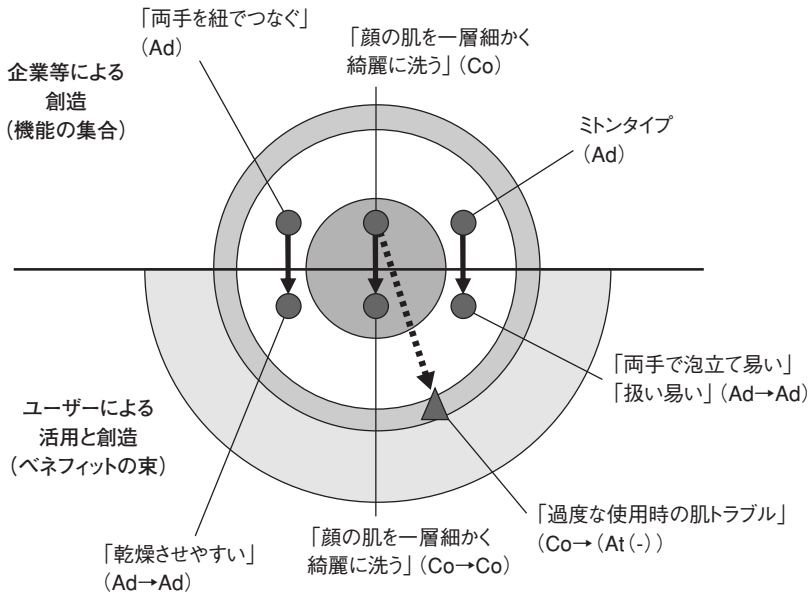 「両手を紐でつなぐ」
(Ad)
「顔の肌を一層細かく
綺麗に洗う」(Co)
企業等による
創造
(機能の集合)
ミトンタイプ
(Ad)
「両手で泡立て易い」
「扱い易い」(Ad→Ad)
ユーザーによる
活用と創造
(ベネフィットの束)
「過度な使用時の肌トラブル」
(Co→(At(-))
「顔の肌を一層細かく
綺麗に洗う」(Co→Co)
「乾燥させやすい」
(Ad→Ad)